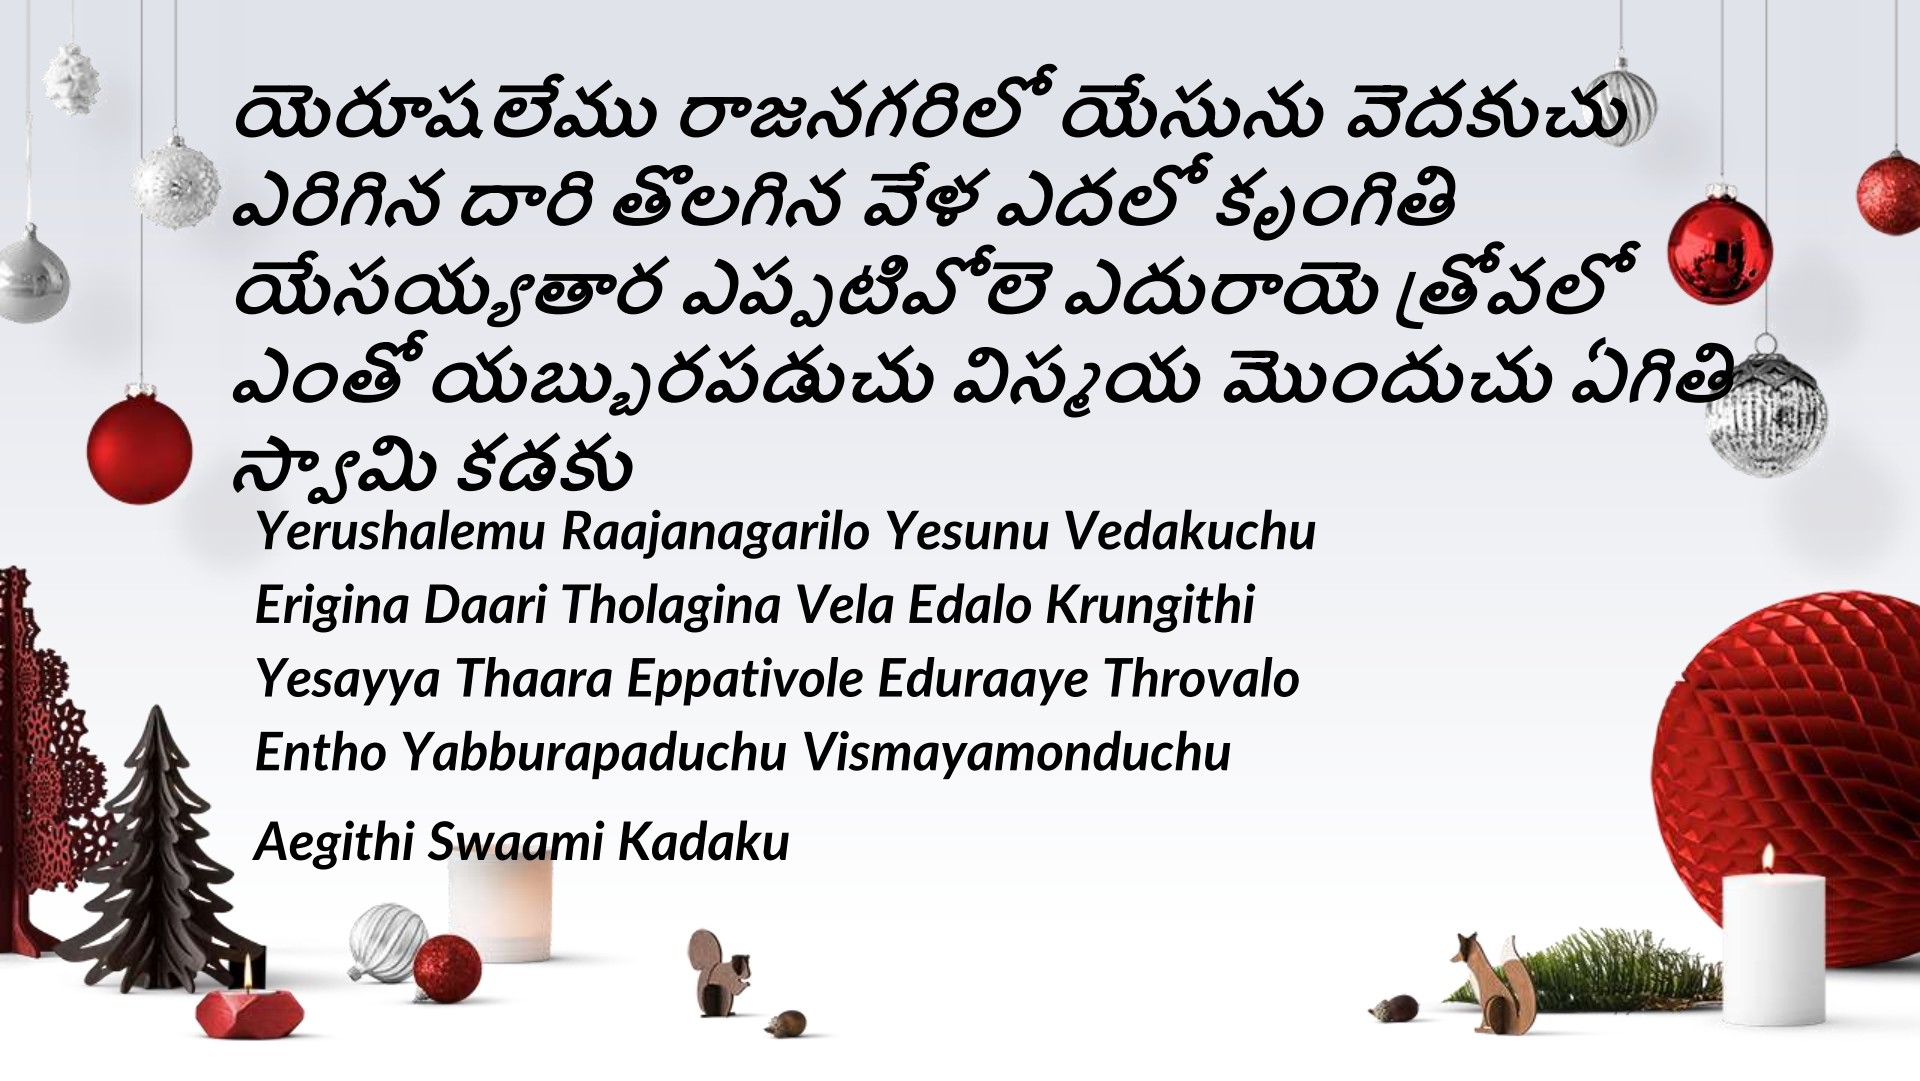 యెరూషలేము రాజనగరిలో యేసును వెదకుచు
ఎరిగిన దారి తొలగిన వేళ ఎదలో కృంగితి
యేసయ్యతార ఎప్పటివోలె ఎదురాయె త్రోవలో
ఎంతో యబ్బురపడుచు విస్మయ మొందుచు ఏగితి
స్వామి కడకు
Yerushalemu Raajanagarilo Yesunu Vedakuchu
Erigina Daari Tholagina Vela Edalo Krungithi
Yesayya Thaara Eppativole Eduraaye Throvalo
Entho Yabburapaduchu Vismayamonduchu
Aegithi Swaami Kadaku